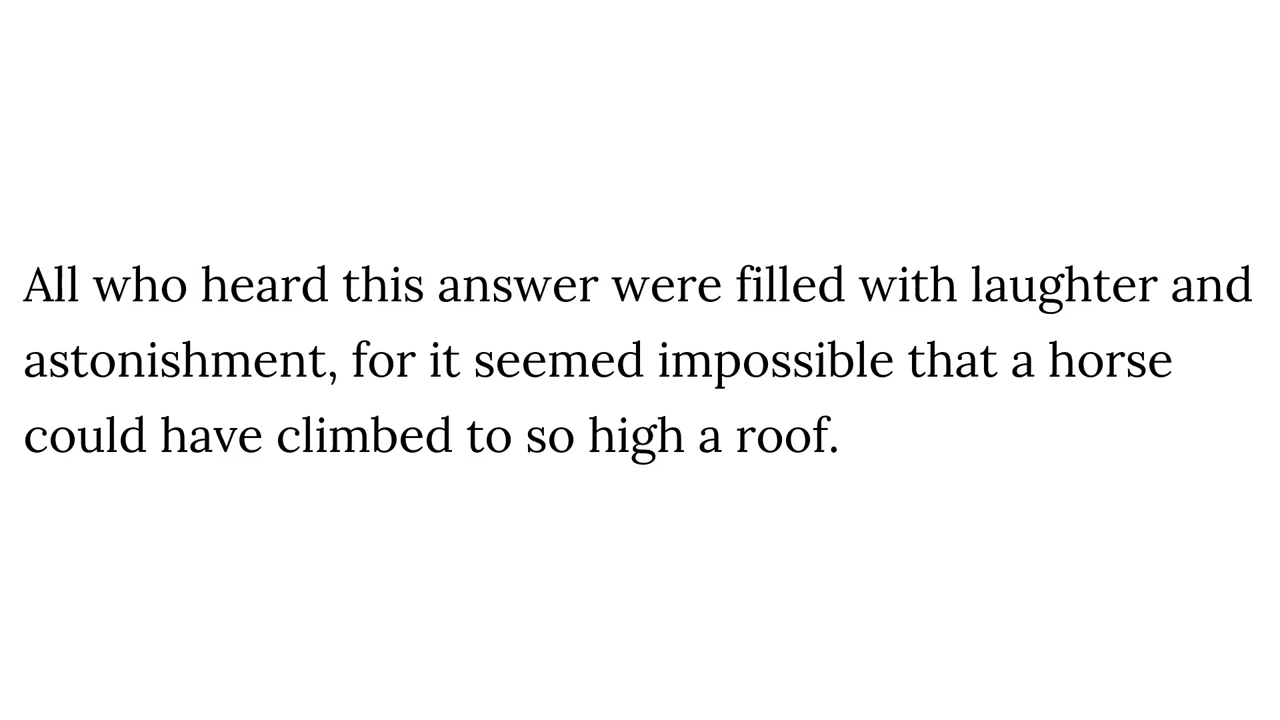 All who heard this answer were filled with laughter and
astonishment, for it seemed impossible that a horse
could have climbed to so high a roof.